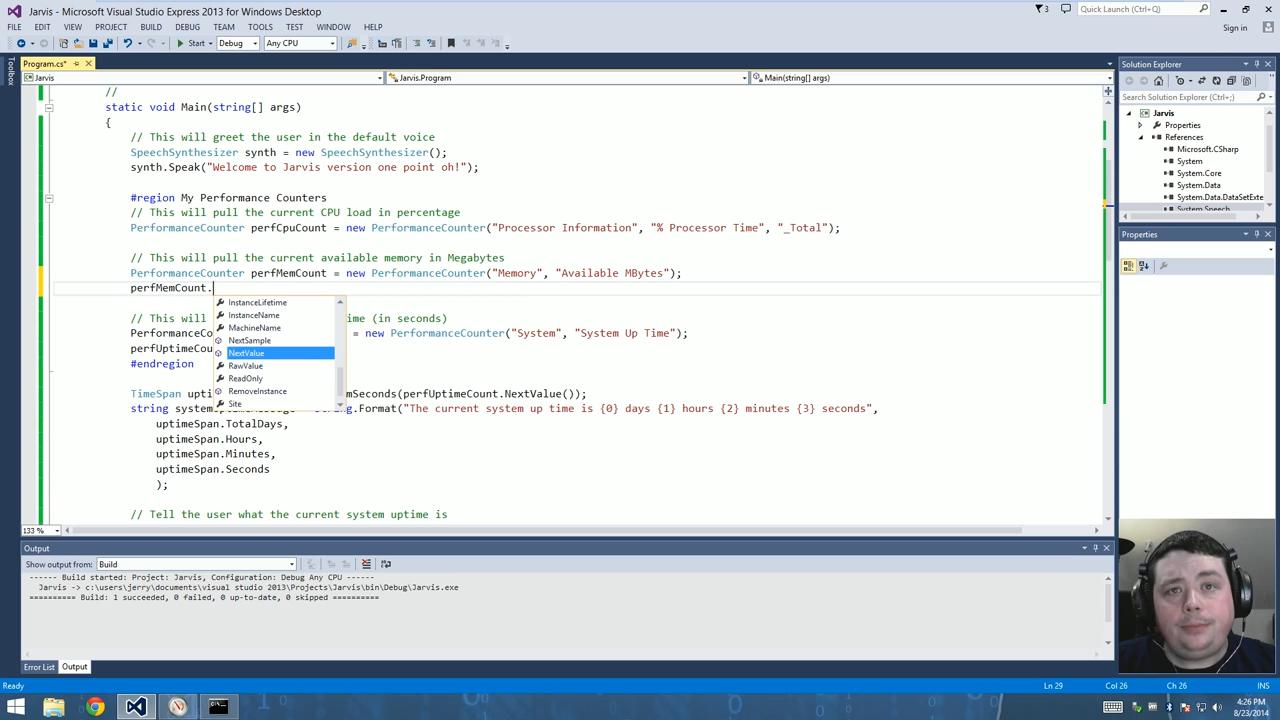 Jarvis - Microsoft Visual Studio Express 2013 for Windows Desktop
3
Quick Launch (Ctrl+Q)
FILE EDIT VIEW PROJECT BUILD DEBUG TEAM TOOLS TEST WINDOW HELP
Sign in
Start Debug Any CPU
Toolbox
Program.cs*
Jarvis
Jarvis.Program
Main(string[] args)
//
static void Main(string[] args)
{
// This will greet the user in the default voice
SpeechSynthesizer synth = new SpeechSynthesizer();
synth.Speak("Welcome to Jarvis version one point oh!");
#region My Performance Counters
// This will pull the current CPU load in percentage
PerformanceCounter perfCpuCount = new PerformanceCounter("Processor Information", "% Processor Time", "_Total");
// This will pull the current available memory in Megabytes
PerformanceCounter perfMemCount = new PerformanceCounter("Memory", "Available MBytes");
perfMemCount.
InstanceLifetime
InstanceName
MachineName
NextSample
NextValue
RawValue
ReadOnly
RemoveInstance
Site
// This will ime (in seconds)
PerformanceCo = new PerformanceCounter("System", "System Up Time");
perfUptimeCou
#endregion
TimeSpan upti mSeconds(perfUptimeCount.NextValue());
string system String.Format("The current system up time is {0} days {1} hours {2} minutes {3} seconds",
uptimeSpan.TotalDays,
uptimeSpan.Hours,
uptimeSpan.Minutes,
uptimeSpan.Seconds
);
// Tell the user what the current system uptime is
133 %
Output
Show output from: Build
------ Build started: Project: Jarvis, Configuration: Debug Any CPU ------
Jarvis -> c:\users\jerry\documents\visual studio 2013\Projects\Jarvis\bin\Debug\Jarvis.exe
========== Build: 1 succeeded, 0 failed, 0 up-to-date, 0 skipped ==========
Error List
Output
Solution Explorer
Search Solution Explorer (Ctrl+;)
Jarvis
Properties
References
Microsoft.CSharp
System
System.Core
System.Data
System.Data.DataSetExte
System.Speech
Properties
Ready
Ln 29
Col 26
Ch 26
INS
4:26 PM
8/23/2014